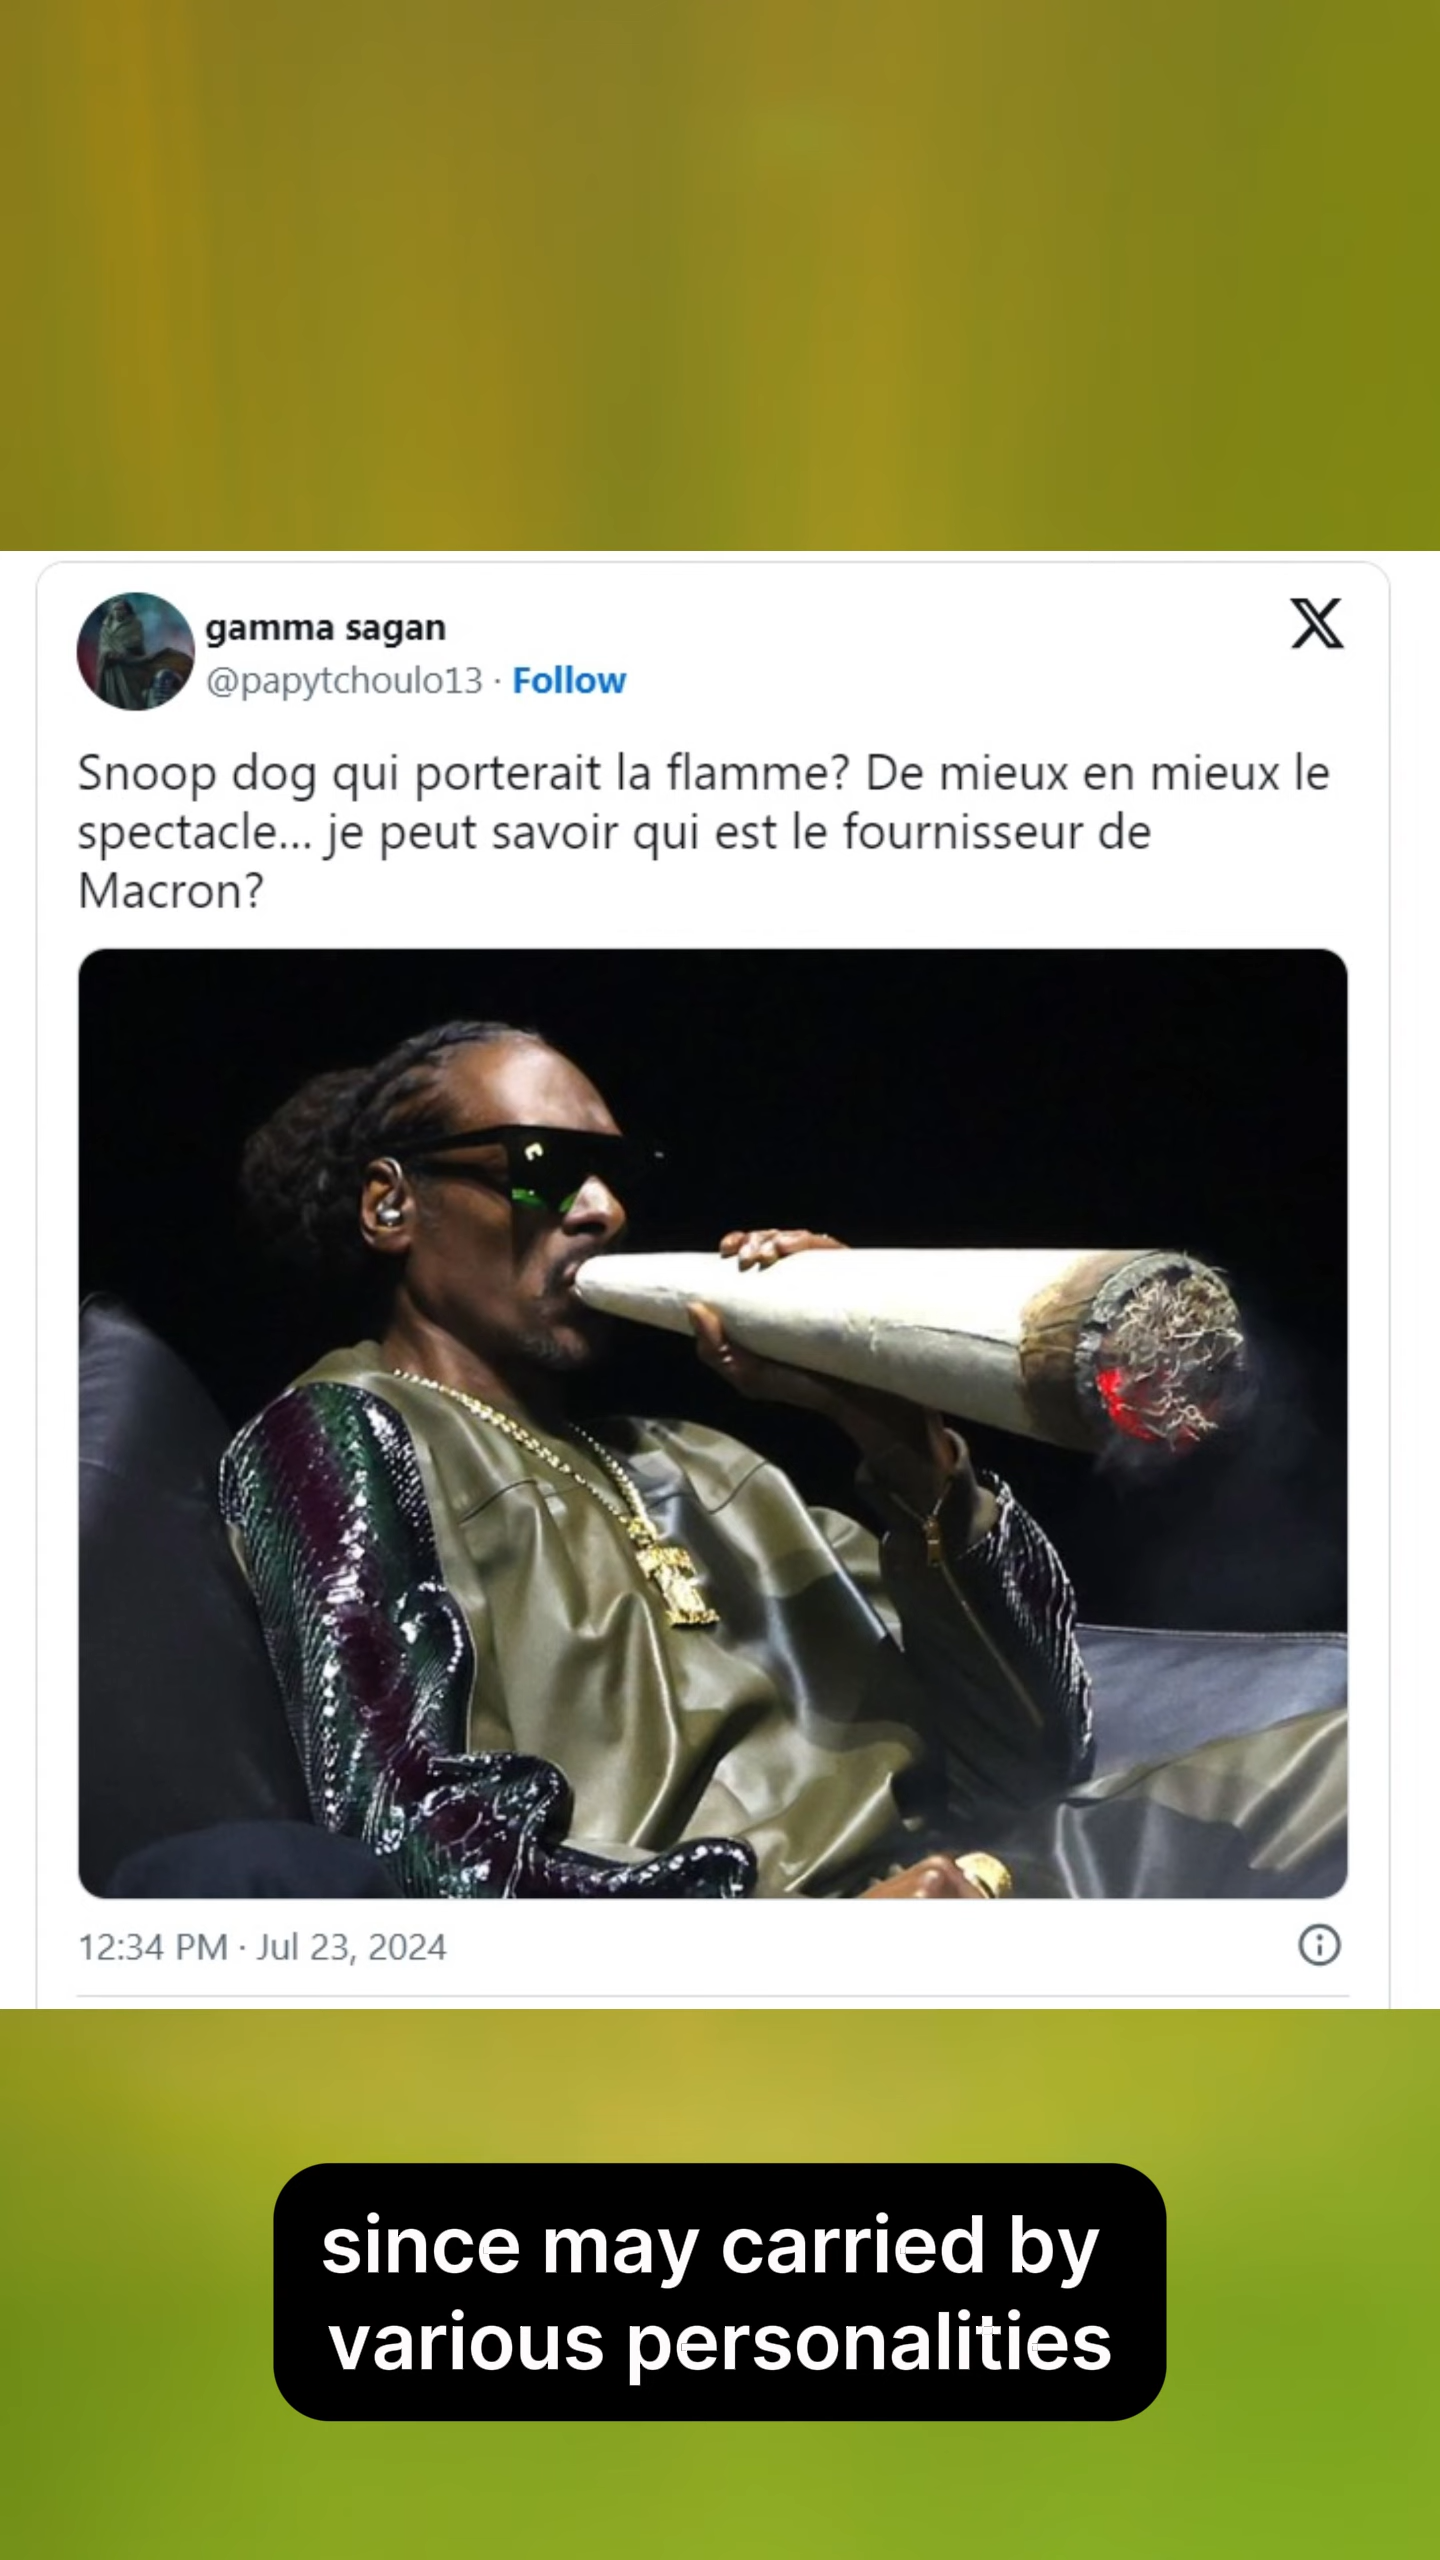 gamma sagan
@papytchoulo13 · Follow
Snoop dog qui porterait la flamme? De mieux en mieux le
spectacle... je peut savoir qui est le fournisseur de
Macron?
12:34 PM · Jul 23, 2024
since may carried by
various personalities